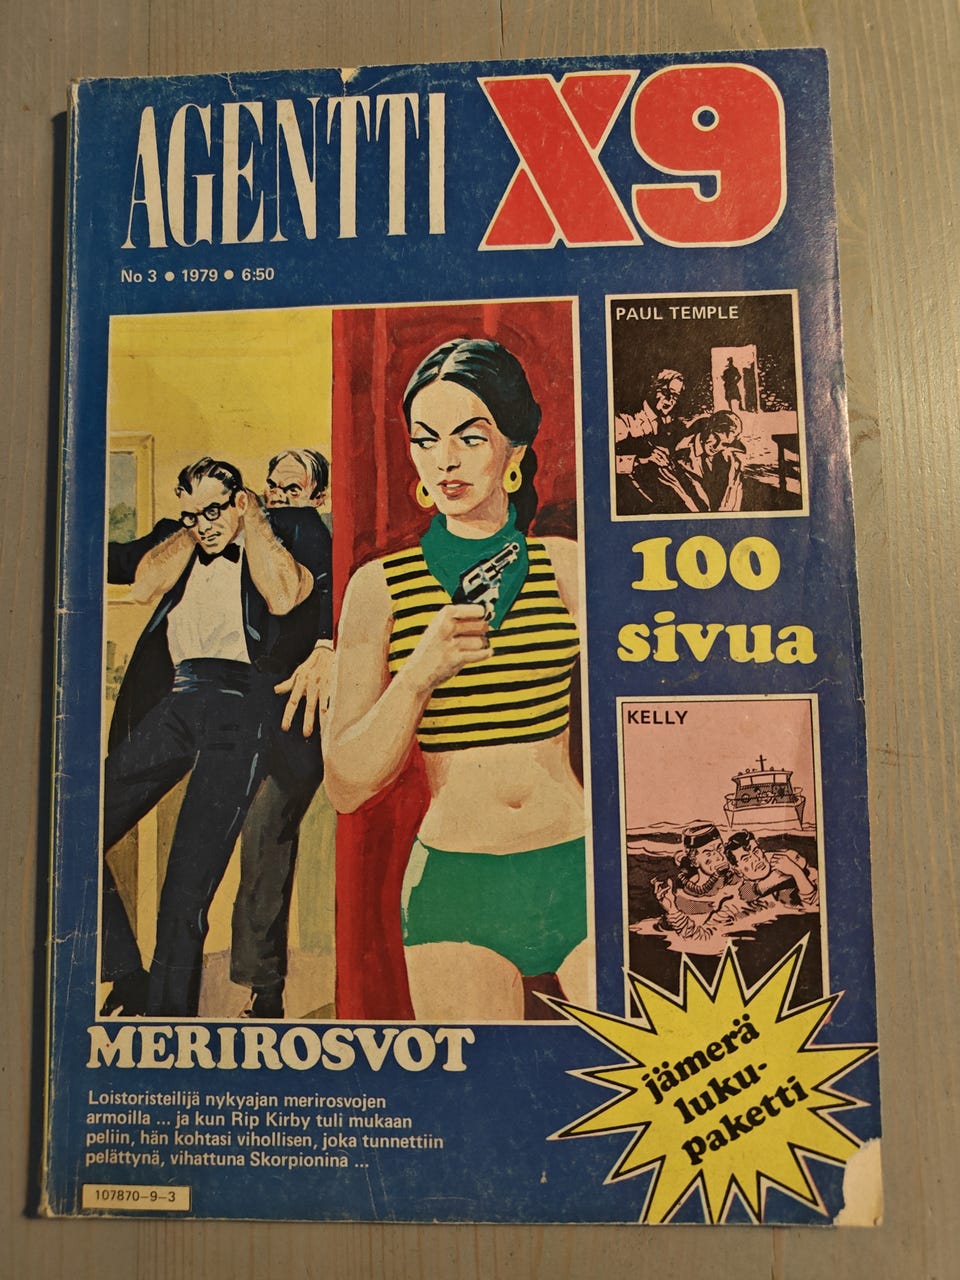 AGENTTI X9
No 3 • 1979 • 6:50
PAUL TEMPLE
100
sivua
KELLY
MERIROSVOT
Loistoristeilijä nykyajan merirosvojen
armoilla ... ja kun Rip Kirby tuli mukaan
peliin, hän kohtasi vihollisen, joka tunnettiin
pelättynä, vihattuna Skorpionina ...
jämerä
luku-
paketti
107870-9-3